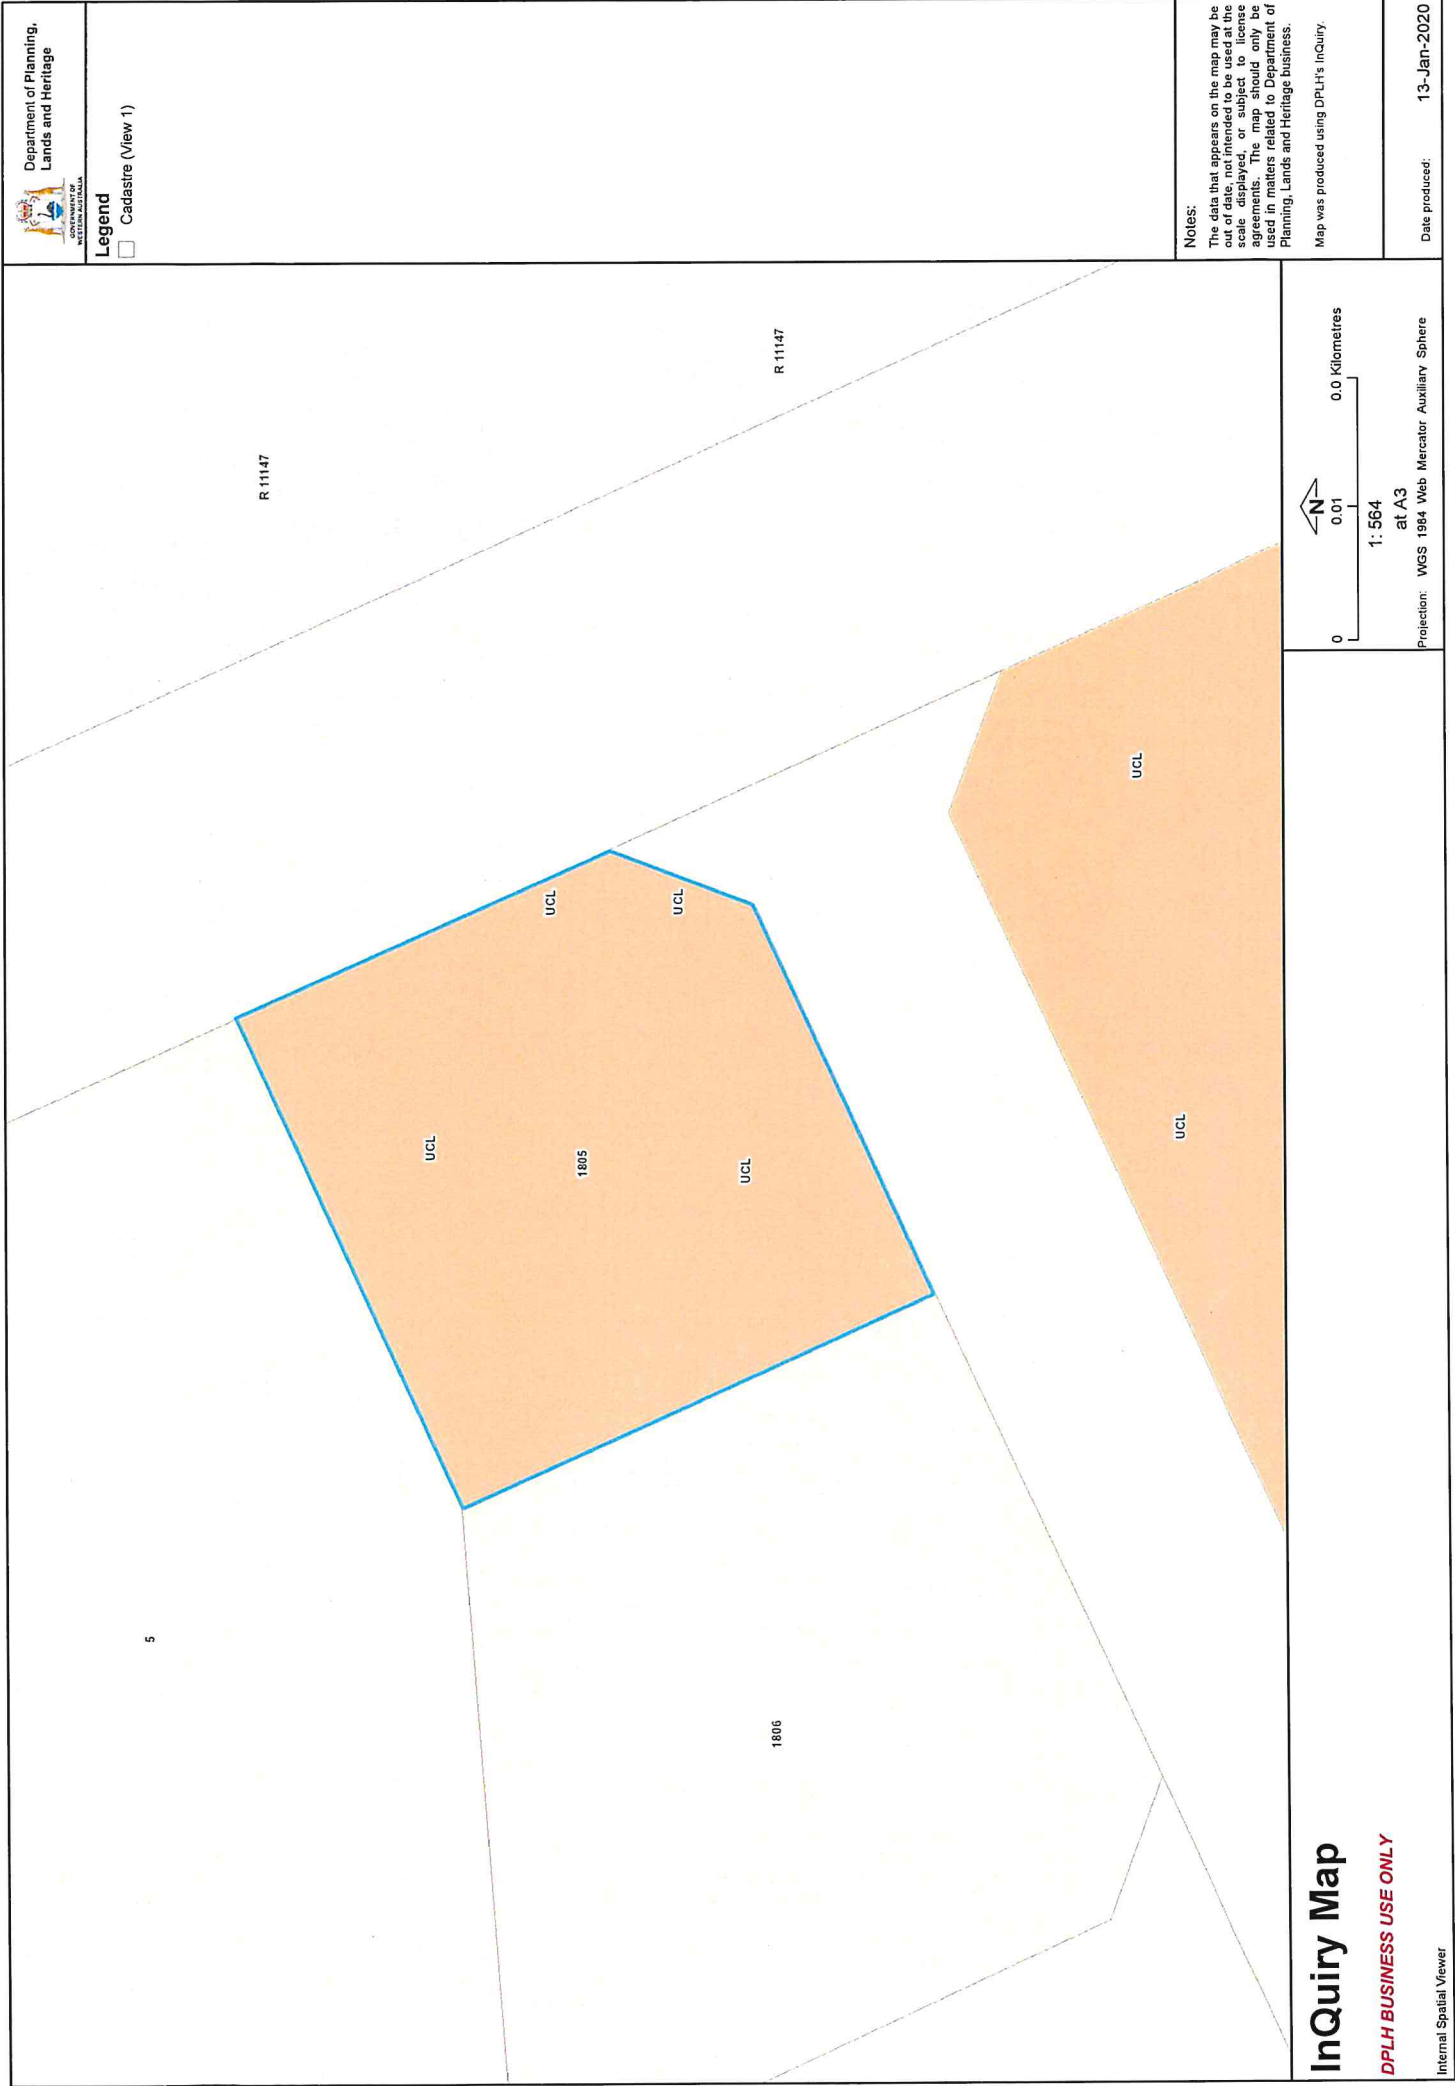 Department of Planning,
Lands and Heritage
GOVERNMENT OF
WESTERN AUSTRALIA
Legend
Cadastre (View 1)
R 11147
R 11147
5
UCL
UCL
UCL
1805
UCL
1806
UCL
UCL
Notes:
The data that appears on the map may be
out of date, not intended to be used at the
scale displayed, or subject to license
agreements. The map should only be
used in matters related to Department of
Planning, Lands and Heritage business.
Map was produced using DPLH's InQuiry.
Date produced: 13-Jan-2020
InQuiry Map
DPLH BUSINESS USE ONLY
Internal Spatial Viewer
N
0 0.01 0.0 Kilometres
1: 564
at A3
Projection: WGS 1984 Web Mercator Auxiliary Sphere